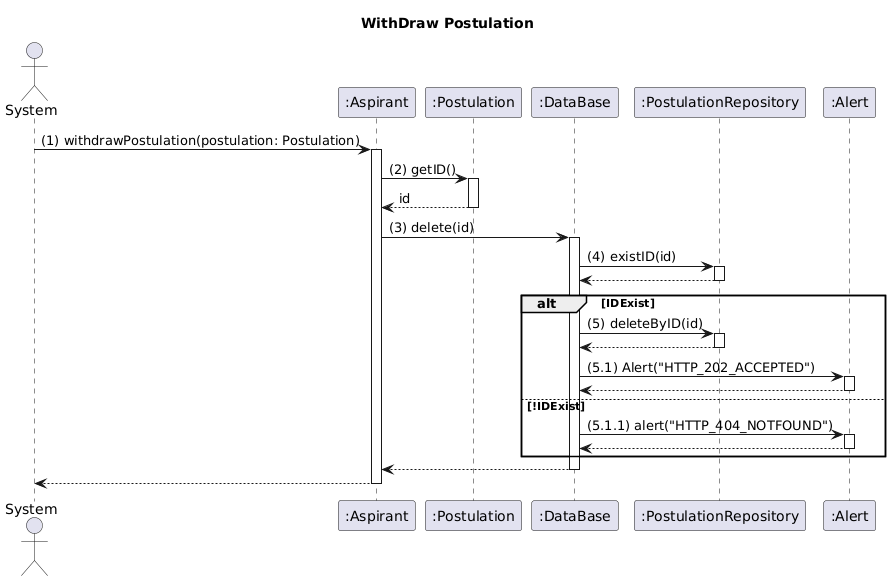 WithDraw Postulation
System
:Aspirant
:Postulation
:DataBase
:PostulationRepository
:Alert
(1) withdrawPostulation(postulation: Postulation)
(2) getID()
id
(3) delete(id)
(4) existID(id)
alt
[IDExist]
(5) deleteByID(id)
(5.1) Alert("HTTP_202_ACCEPTED")
[!IDExist]
(5.1.1) alert("HTTP_404_NOTFOUND")
System
:Aspirant
:Postulation
:DataBase
:PostulationRepository
:Alert